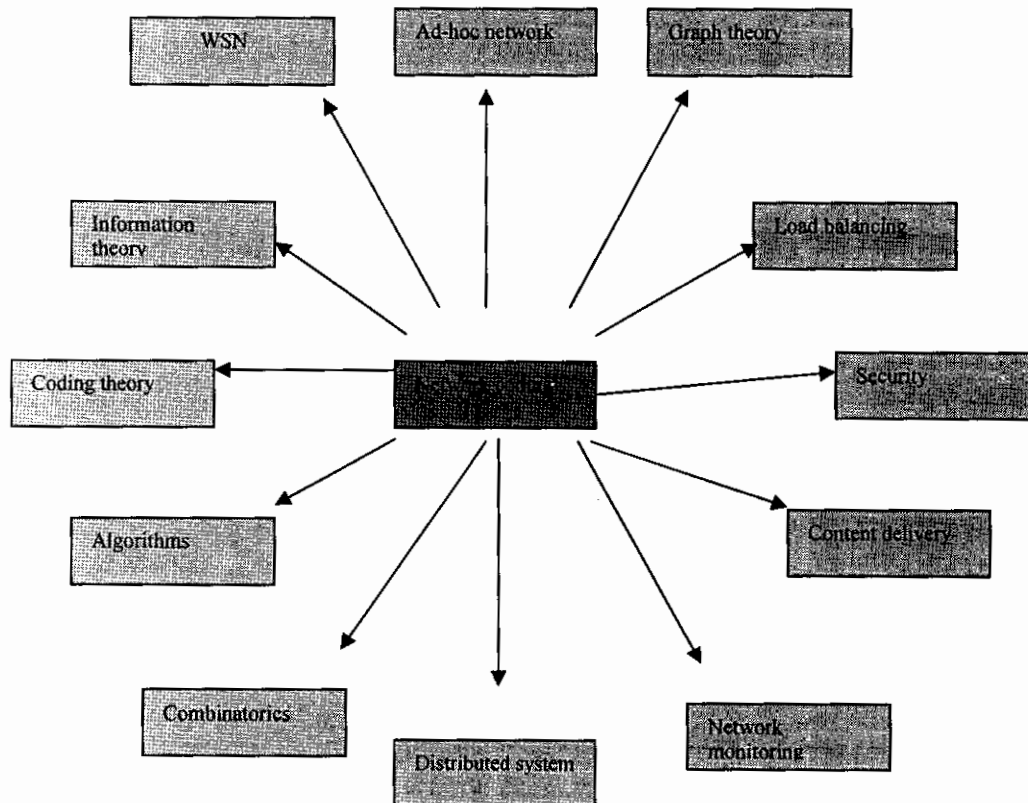 WSN
Ad-hoc network
Graph theory
Information
theory
Load balancing
Coding theory
Security
Algorithms
Content delivery
Combinatorics
Distributed system
Network
monitoring